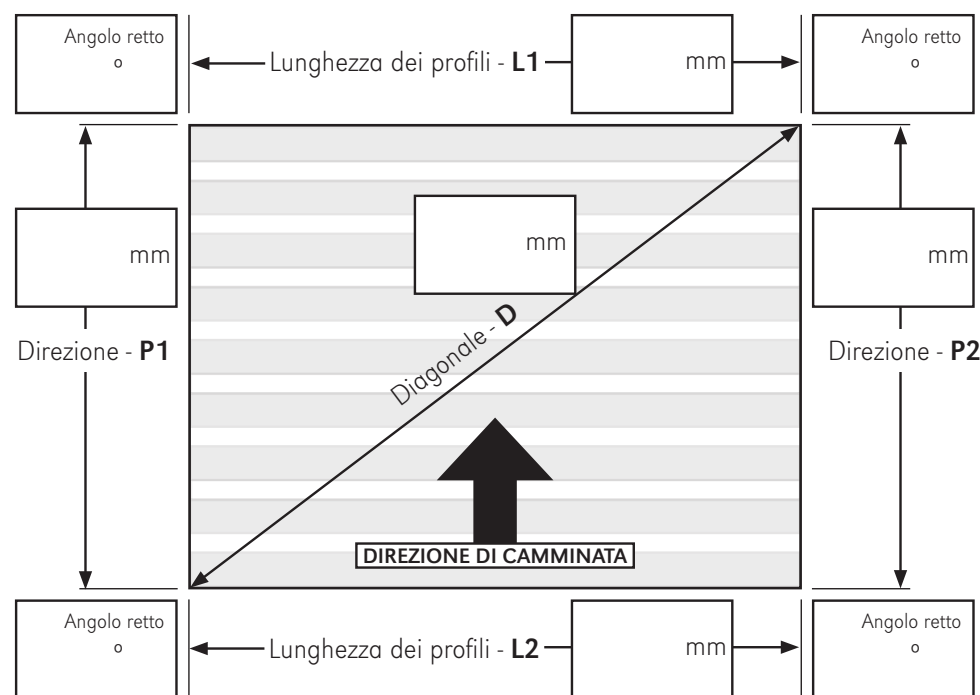 Angolo retto
o
Lunghezza dei profili - L1
mm
Angolo retto
o
mm
mm
mm
Direzione - P1
Diagonale - D
Direzione - P2
DIREZIONE DI CAMMINATA
Angolo retto
o
Lunghezza dei profili - L2
mm
Angolo retto
o